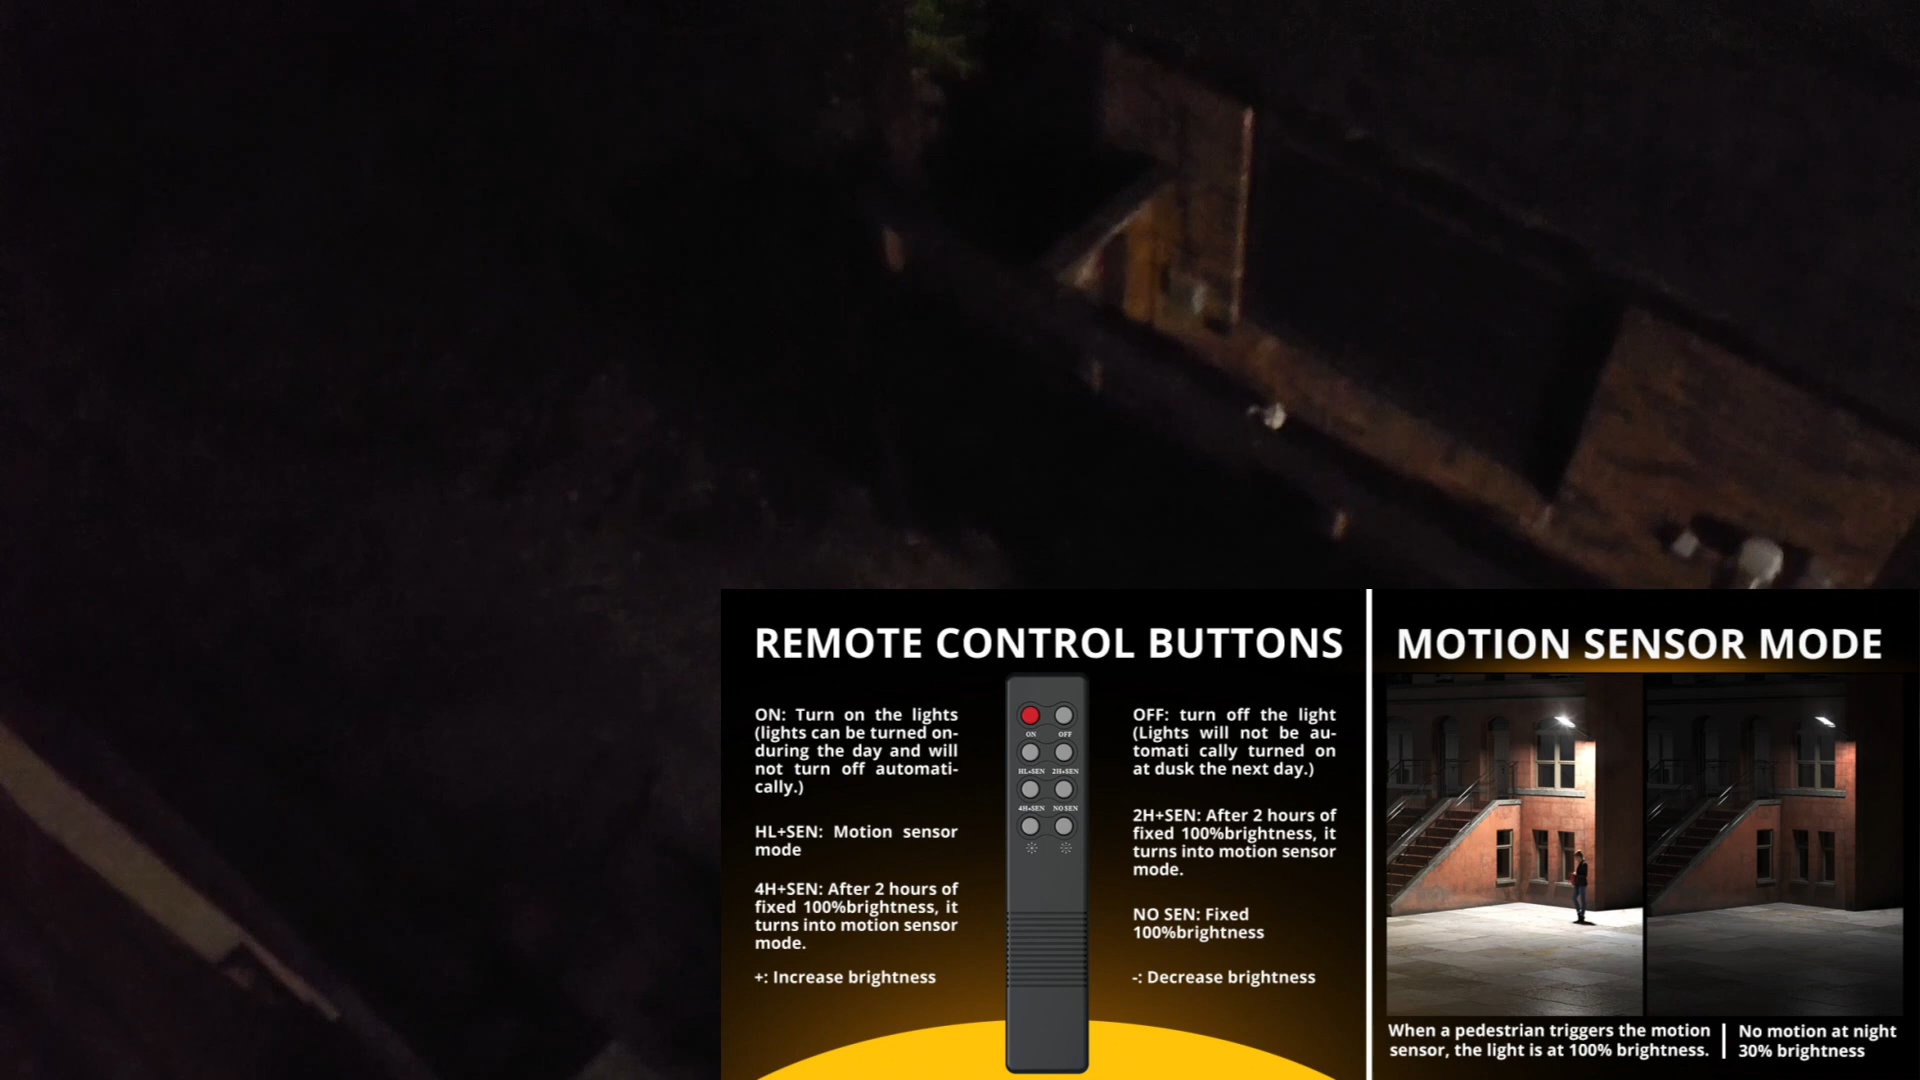 REMOTE CONTROL BUTTONS
ON: Turn on the lights
(lights can be turned on-
during the day and will
not turn off automati-
cally.)
HL+SEN: Motion sensor
mode
4H+SEN: After 2 hours of
fixed 100%brightness, it
turns into motion sensor
mode.
+: Increase brightness
ON OFF
HL+SEN 2H+SEN
4H+SEN NO SEN
OFF: turn off the light
(Lights will not be au-
tomati cally turned on
at dusk the next day.)
2H+SEN: After 2 hours of
fixed 100%brightness, it
turns into motion sensor
mode.
NO SEN: Fixed
100%brightness
-: Decrease brightness
MOTION SENSOR MODE
When a pedestrian triggers the motion
sensor, the light is at 100% brightness.
No motion at night
30% brightness